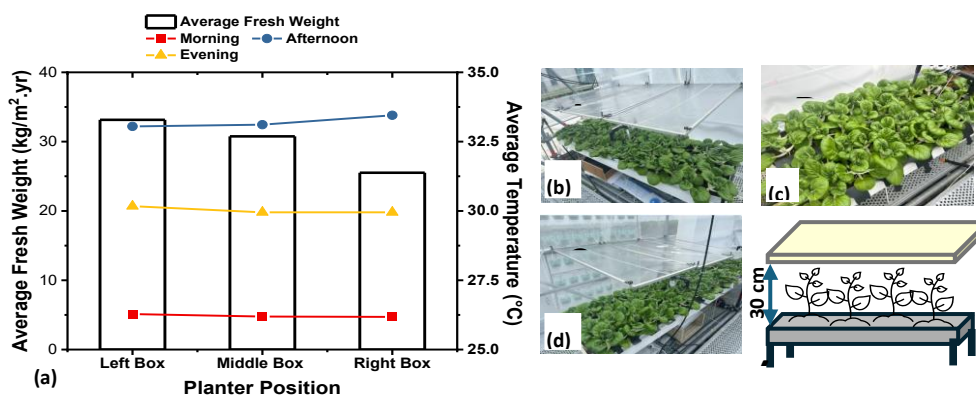 Average Fresh Weight
Morning
Afternoon
Evening
40
30
20
10
0
35.0
32.5
30.0
27.5
25.0
Average Fresh Weight (kg/m².yr)
Average Temperature (°C)
Left Box
Middle Box
Right Box
Planter Position
(a)
(b)
(c)
(d)
30 cm